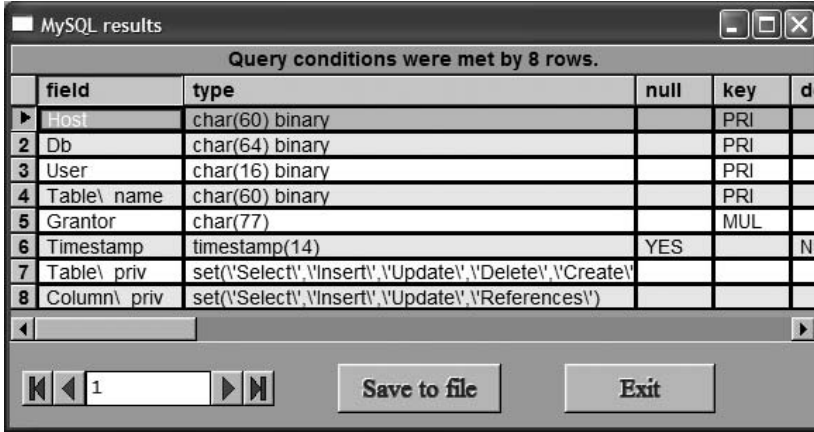 MySQL results
Query conditions were met by 8 rows.
field type null key d
Host char(60) binary PRI
2 Db char(64) binary PRI
3 User char(16) binary PRI
4 Table\_name char(60) binary PRI
5 Grantor char(77) MUL
6 Timestamp timestamp(14) YES N
7 Table\_priv set(\'Select\',\'Insert\',\'Update\',\'Delete\',\'Create\'
8 Column\_priv set(\'Select\',\'Insert\',\'Update\',\'References\')
1 Save to file Exit